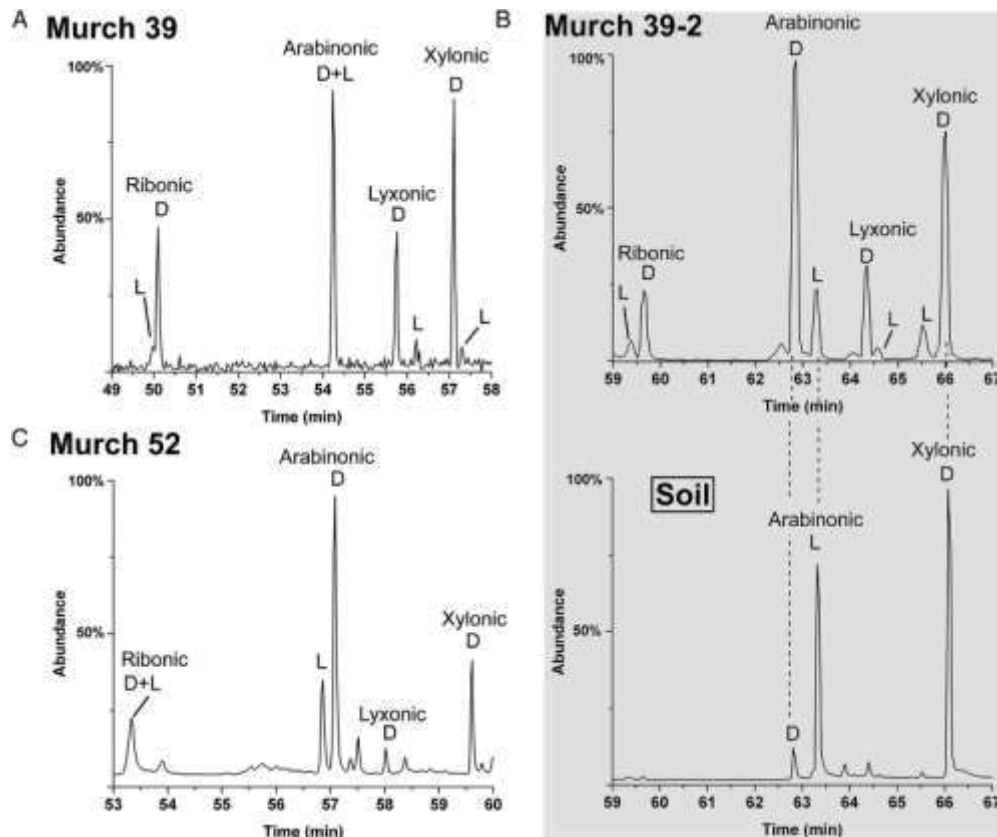 A Murch 39
Arabinonic
D+L
Xylonic
D
100%
Ribonic
D
Lyxonic
D
50%
L
L
L
Abundance
49 50 51 52 53 54 55 56 57 58
Time (min)
B Murch 39-2
Arabinonic
D
Xylonic
D
100%
50%
Ribonic
L D
L
Lyxonic
D
L
L
Abundance
59 60 61 62 63 64 65 66 67
Time (min)
C Murch 52
Arabinonic
D
100%
50%
Xylonic
D
Ribonic
D+L
L
Lyxonic
D
Abundance
53 54 55 56 57 58 59 60
Time (min)
Xylonic
D
100%
Soil
Arabinonic
L
50%
D
Abundance
59 60 61 62 63 64 65 66 67
Time (min)